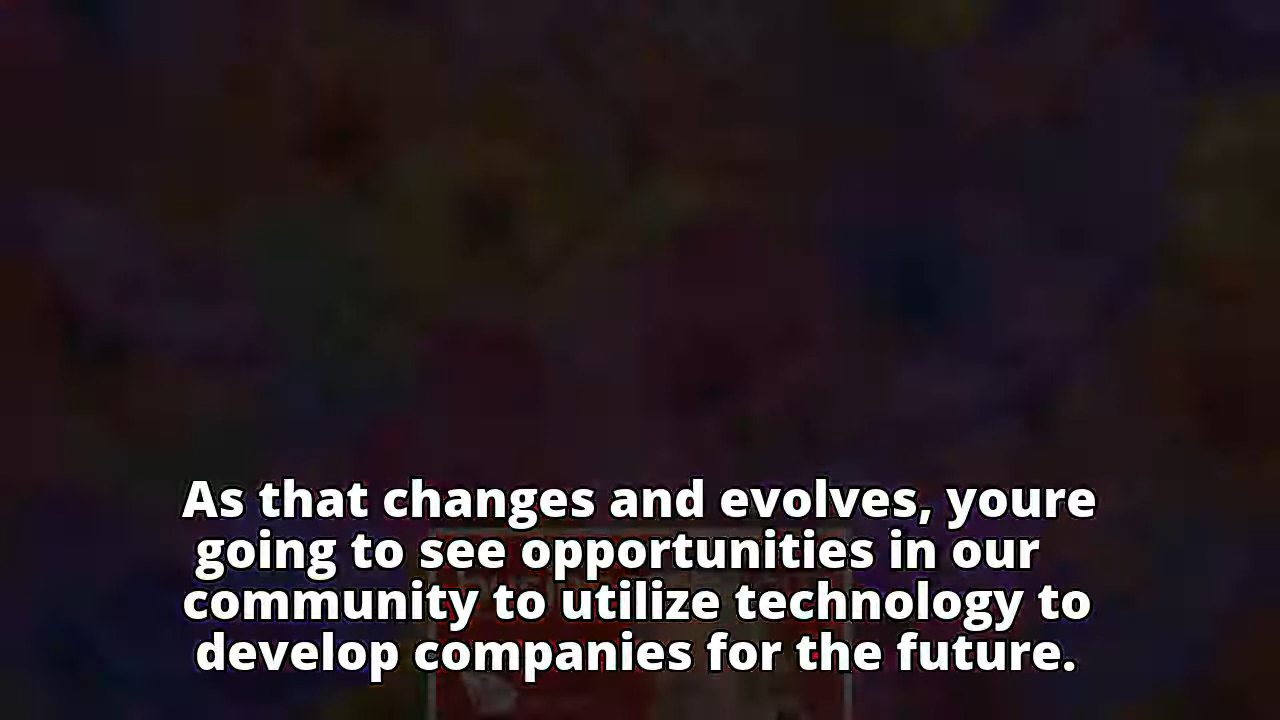 As that changes and evolves, youre
going to see opportunities in our
community to utilize technology to
develop companies for the future.